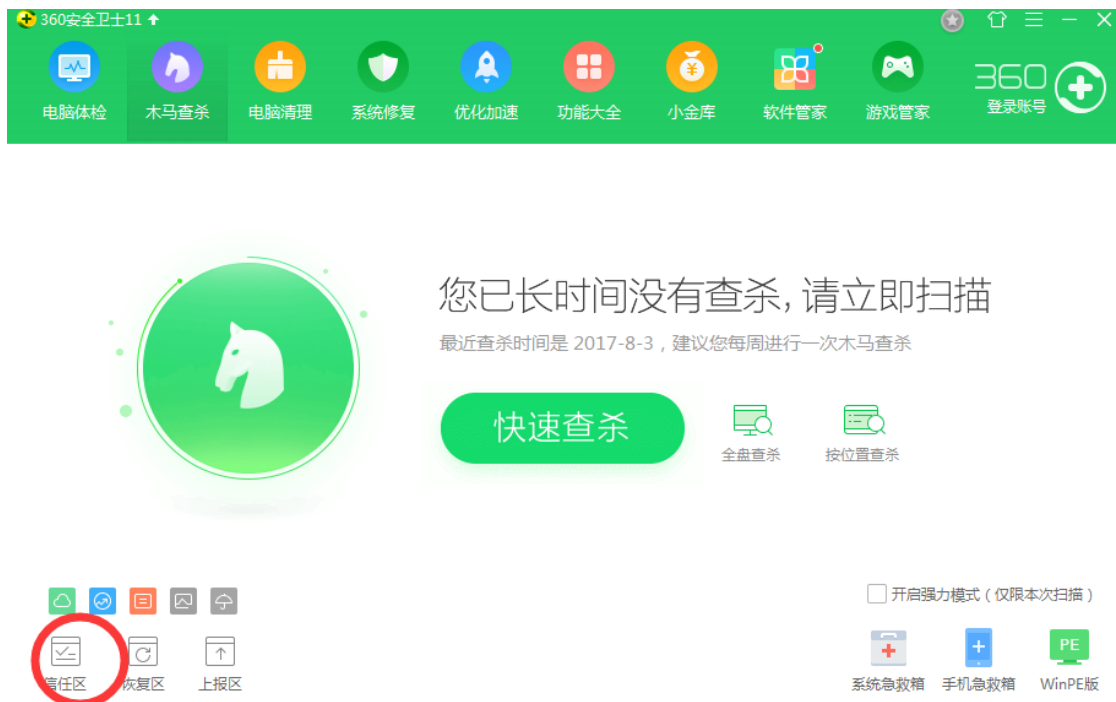 360安全卫士11
电脑体检
木马查杀
电脑清理
系统修复
优化加速
功能大全
小金库
软件管家
游戏管家
360
登录账号
您已长时间没有查杀,请立即扫描
最近查杀时间是 2017-8-3，建议您每周进行一次木马查杀
快速查杀
全盘查杀
按位置查杀
开启强力模式（仅限本次扫描）
信任区
恢复区
上报区
系统急救箱
手机急救箱
PE
WinPE版